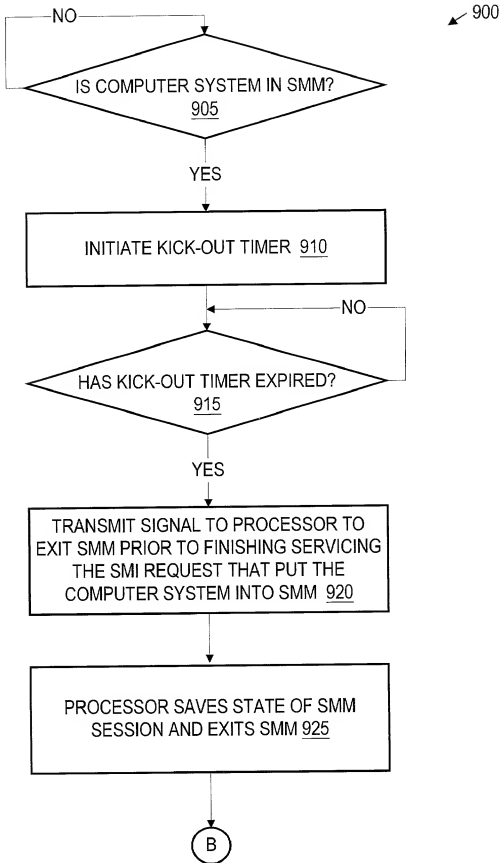 900
NO
IS COMPUTER SYSTEM IN SMM?
905
YES
INITIATE KICK-OUT TIMER 910
NO
HAS KICK-OUT TIMER EXPIRED?
915
YES
TRANSMIT SIGNAL TO PROCESSOR TO
EXIT SMM PRIOR TO FINISHING SERVICING
THE SMI REQUEST THAT PUT THE
COMPUTER SYSTEM INTO SMM 920
PROCESSOR SAVES STATE OF SMM
SESSION AND EXITS SMM 925
B